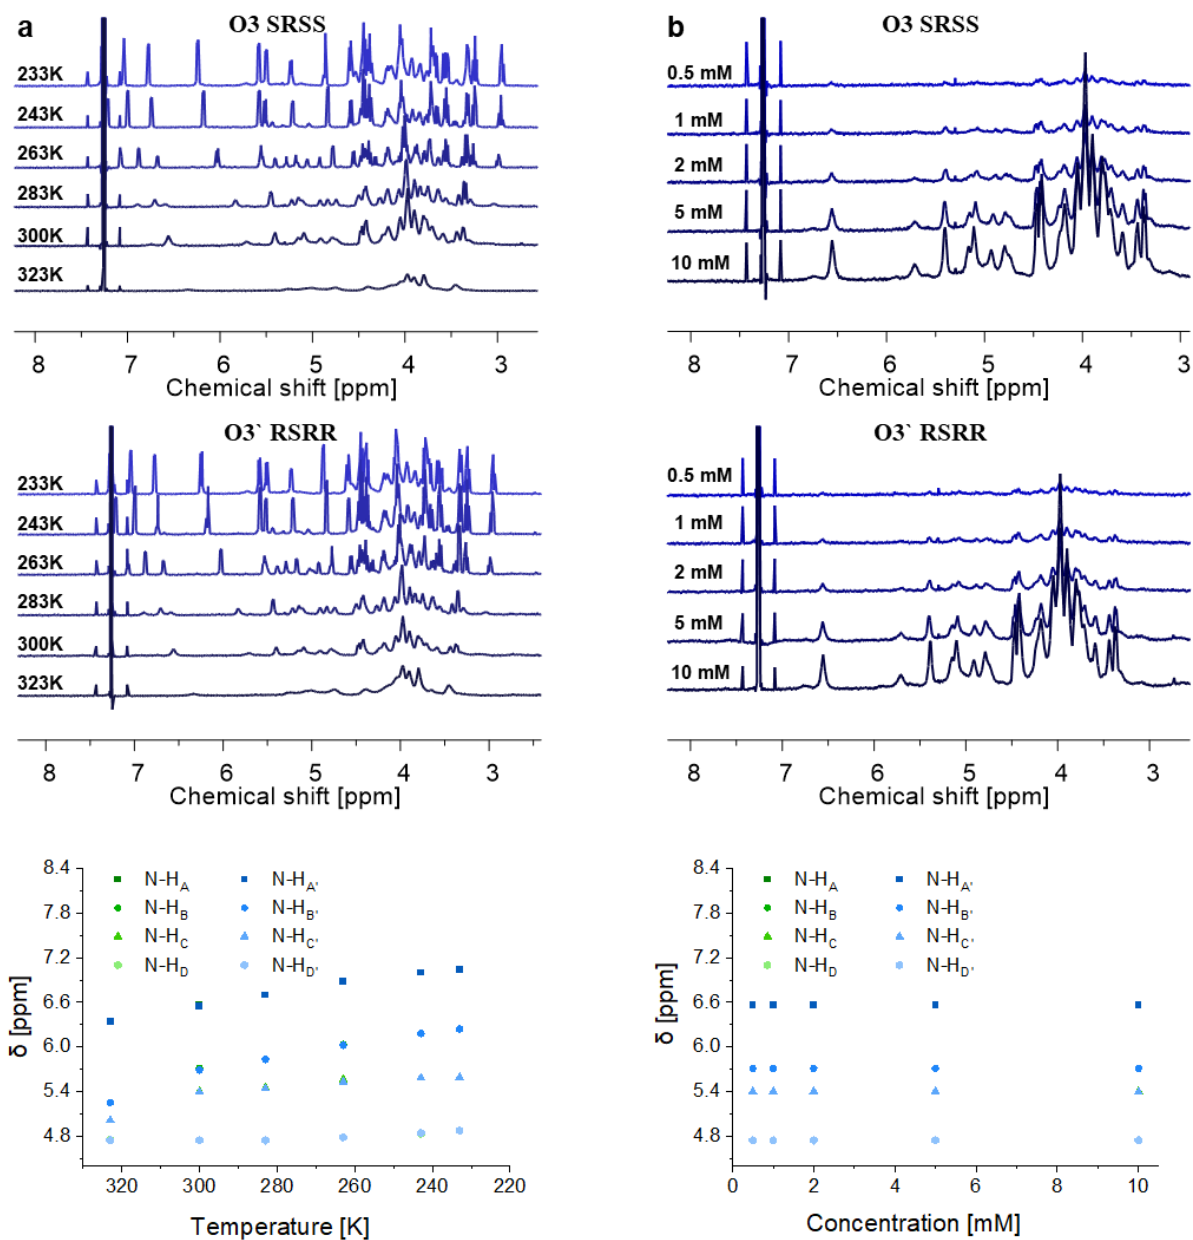 a
O3 SRSS
233K
243K
263K
283K
300K
323K
8 7 6 5 4 3
Chemical shift [ppm]
b
O3 SRSS
0.5 mM
1 mM
2 mM
5 mM
10 mM
8 7 6 5 4 3
Chemical shift [ppm]
O3` RSRR
233K
243K
263K
283K
300K
323K
8 7 6 5 4 3
Chemical shift [ppm]
O3` RSRR
0.5 mM
1 mM
2 mM
5 mM
10 mM
8 7 6 5 4 3
Chemical shift [ppm]
8.4
7.8
7.2
6.6
6.0
5.4
4.8
δ [ppm]
N-HA N-HA'
N-HB N-HB'
N-HC N-HC'
N-HD N-HD'
320 300 280 260 240 220
Temperature [K]
8.4
7.8
7.2
6.6
6.0
5.4
4.8
δ [ppm]
N-HA N-HA'
N-HB N-HB'
N-HC N-HC'
N-HD N-HD'
0 2 4 6 8 10
Concentration [mM]